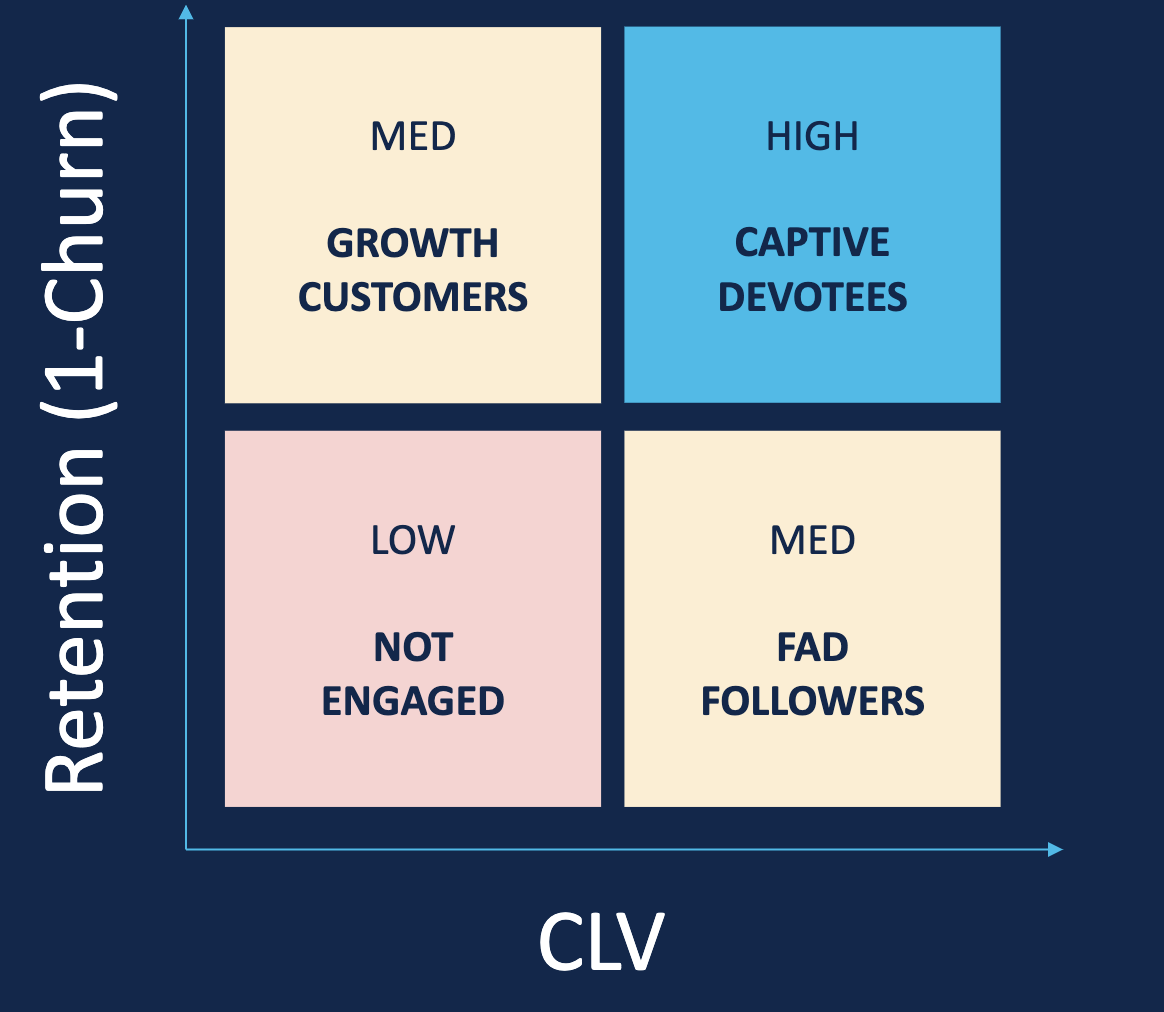 Retention (1-Churn)
MED
GROWTH
CUSTOMERS
HIGH
CAPTIVE
DEVOTEES
LOW
NOT
ENGAGED
MED
FAD
FOLLOWERS
CLV